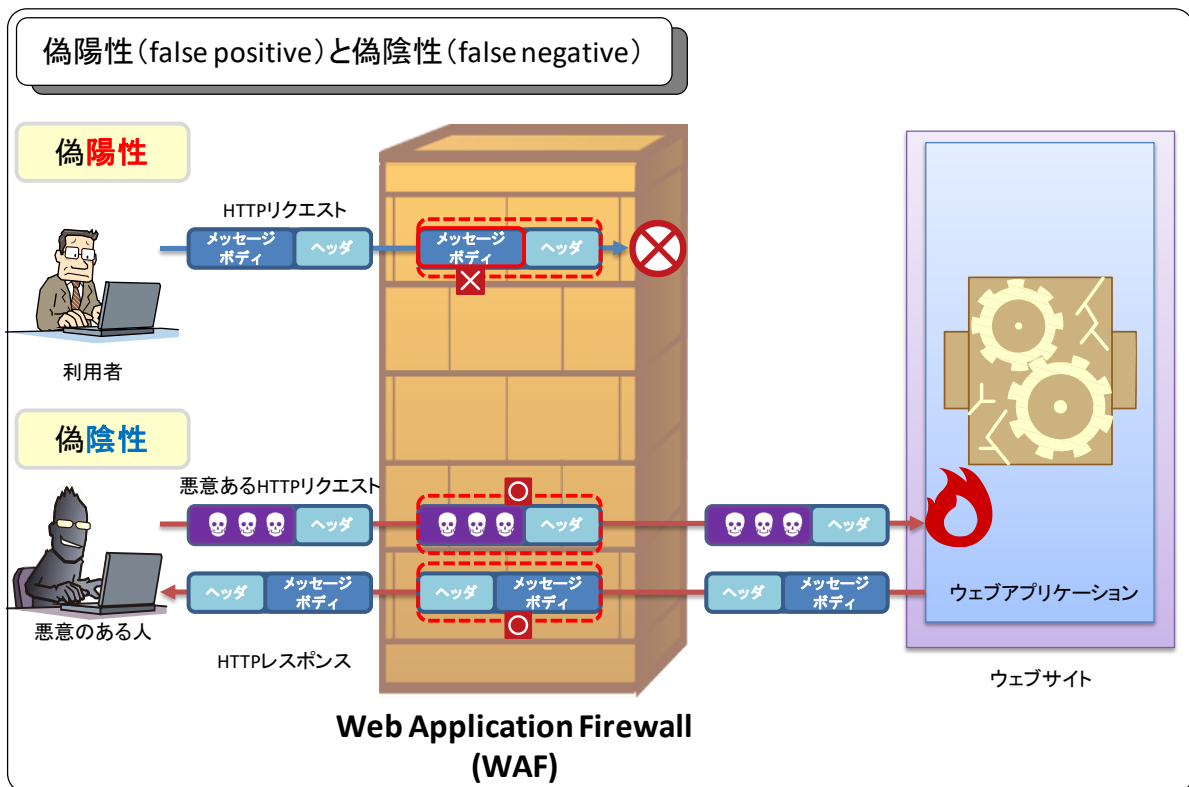 偽陽性(false positive)と偽陰性(false negative)
偽陽性
HTTPリクエスト
メッセージ
ボディ
ヘッダ
メッセージ
ボディ
ヘッダ
利用者
偽陰性
悪意あるHTTPリクエスト
ヘッダ
ヘッダ
ヘッダ
ヘッダ
メッセージ
ボディ
ヘッダ
メッセージ
ボディ
ヘッダ
メッセージ
ボディ
ウェブアプリケーション
悪意のある人
HTTPレスポンス
ウェブサイト
Web Application Firewall
(WAF)